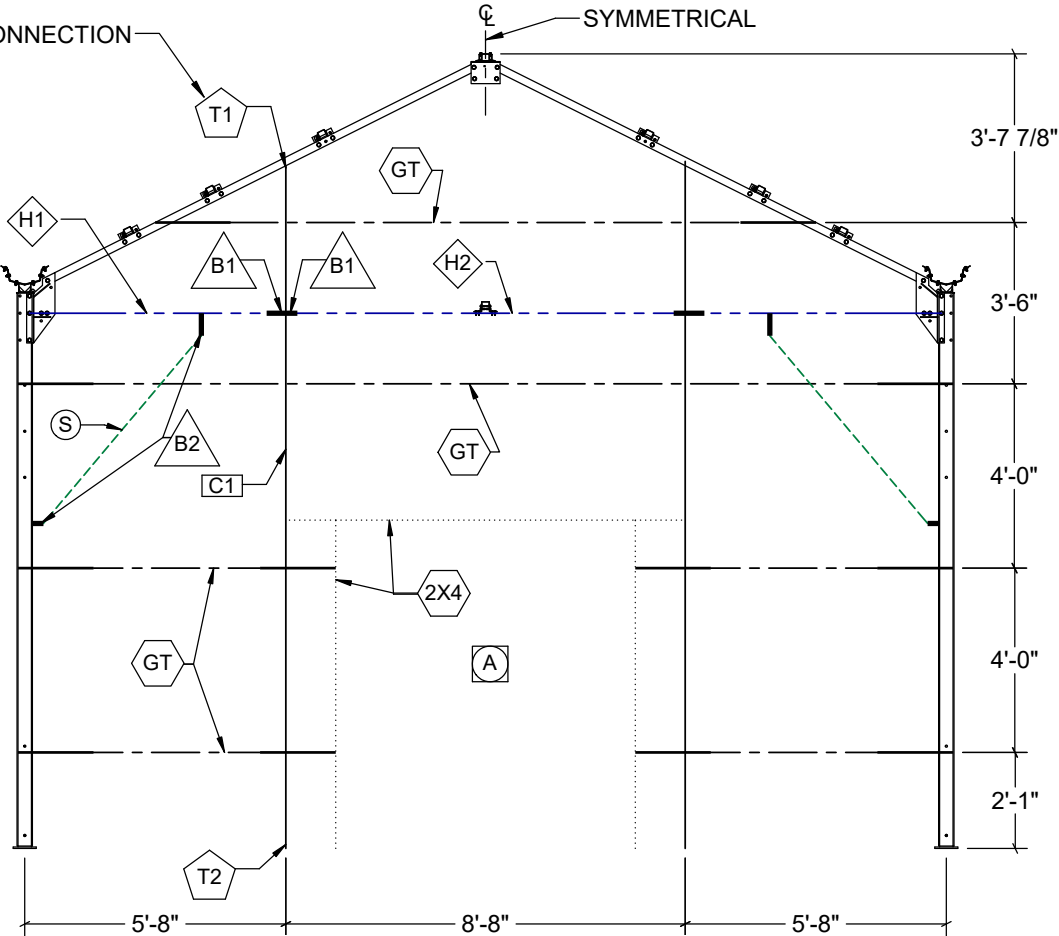 ℄
SYMMETRICAL
ONNECTION
T1
3'-7 7/8"
GT
H1
B1
B1
H2
3'-6"
S
B2
GT
C1
4'-0"
2X4
GT
A
4'-0"
2'-1"
T2
5'-8"
8'-8"
5'-8"